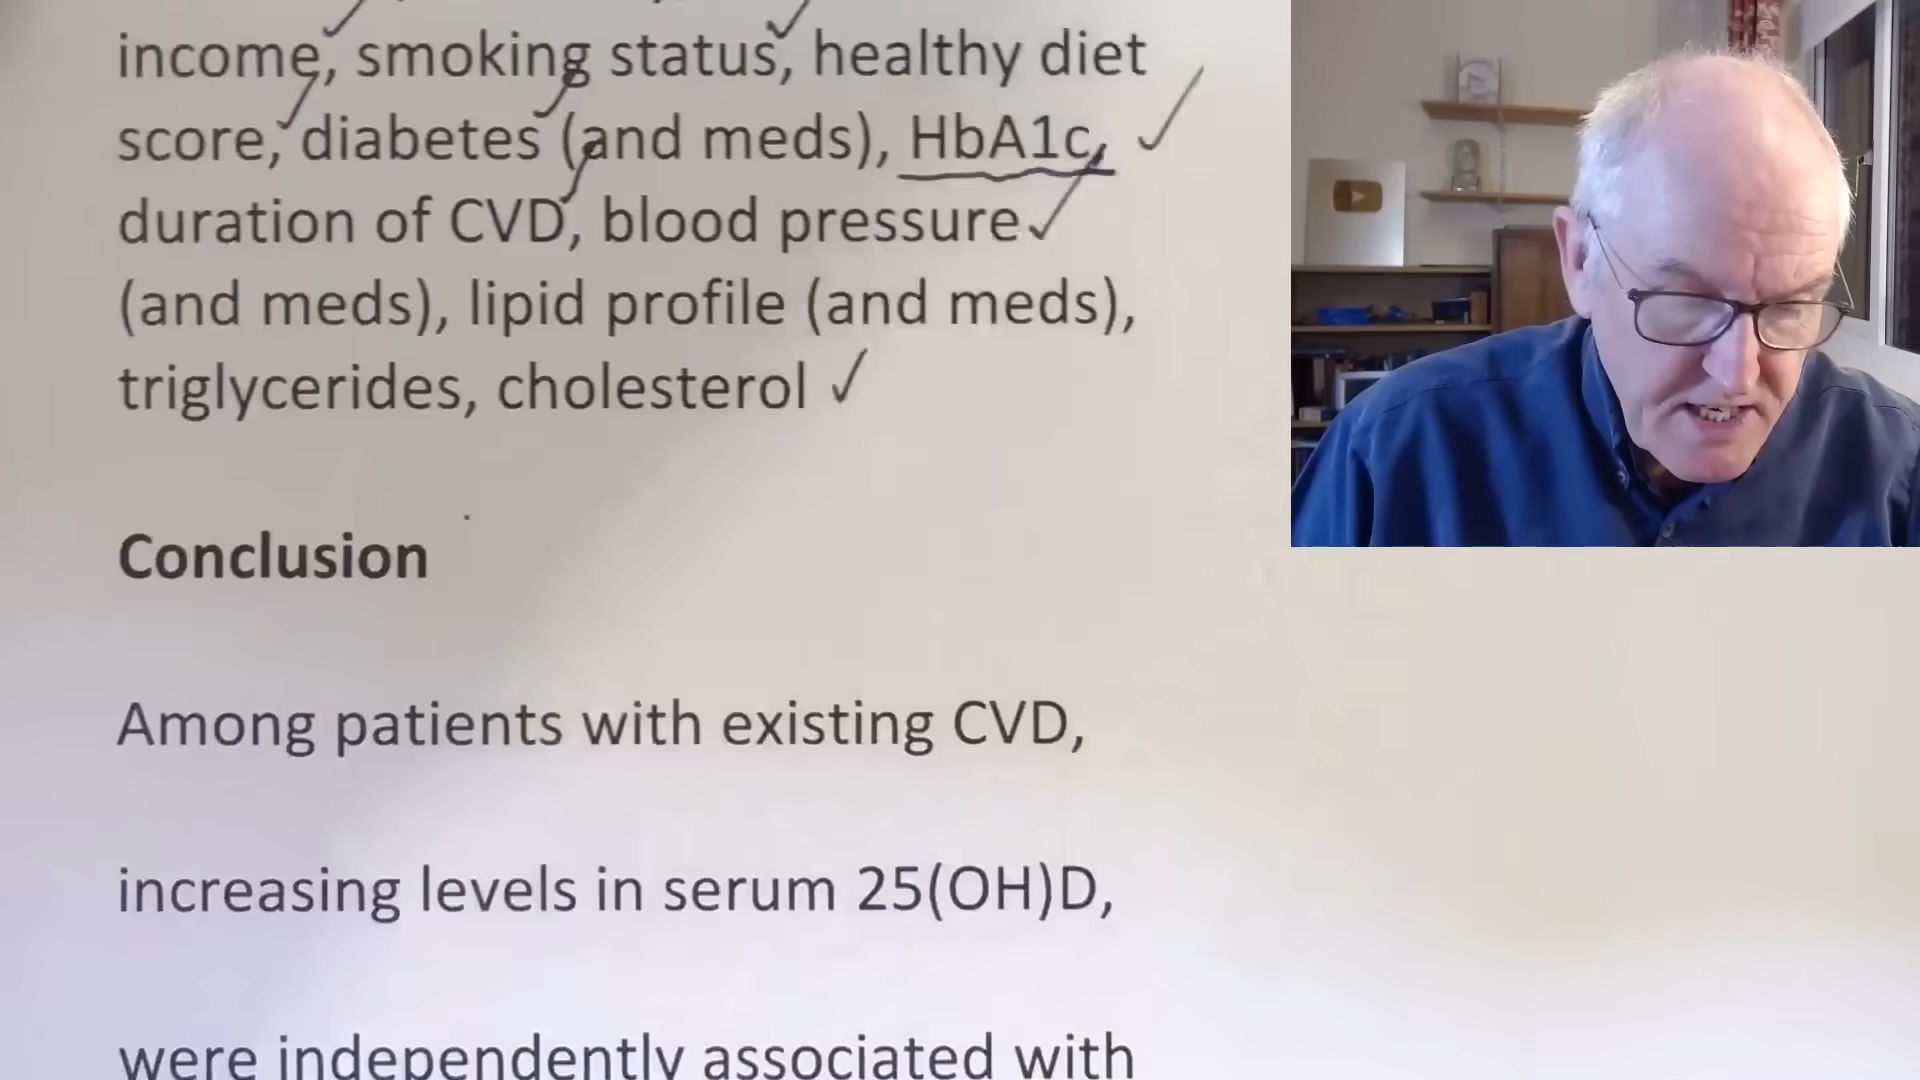 income, smoking status, healthy diet
score, diabetes (and meds), HbA1c,
duration of CVD, blood pressure
(and meds), lipid profile (and meds),
triglycerides, cholesterol
Conclusion
Among patients with existing CVD,
increasing levels in serum 25(OH)D,
were independently associated with